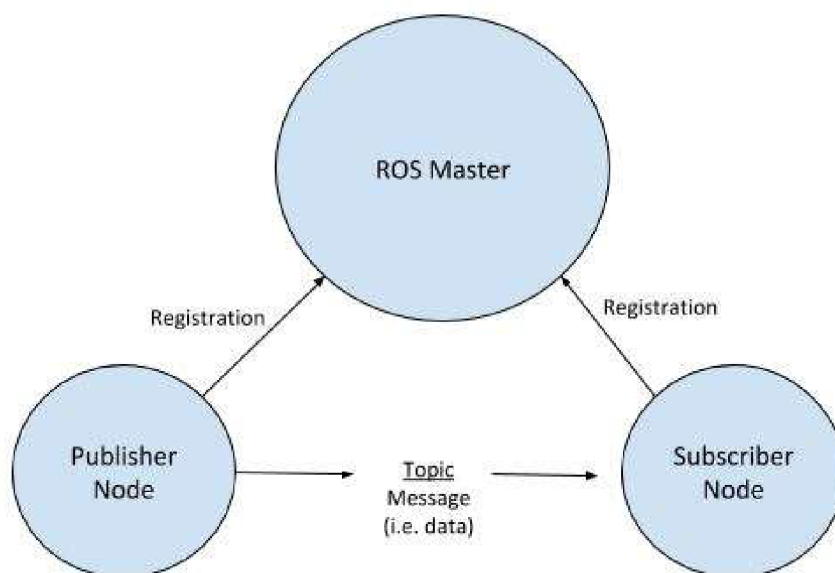 ROS Master
Registration
Registration
Publisher
Node
Topic
Message
(i.e. data)
Subscriber
Node